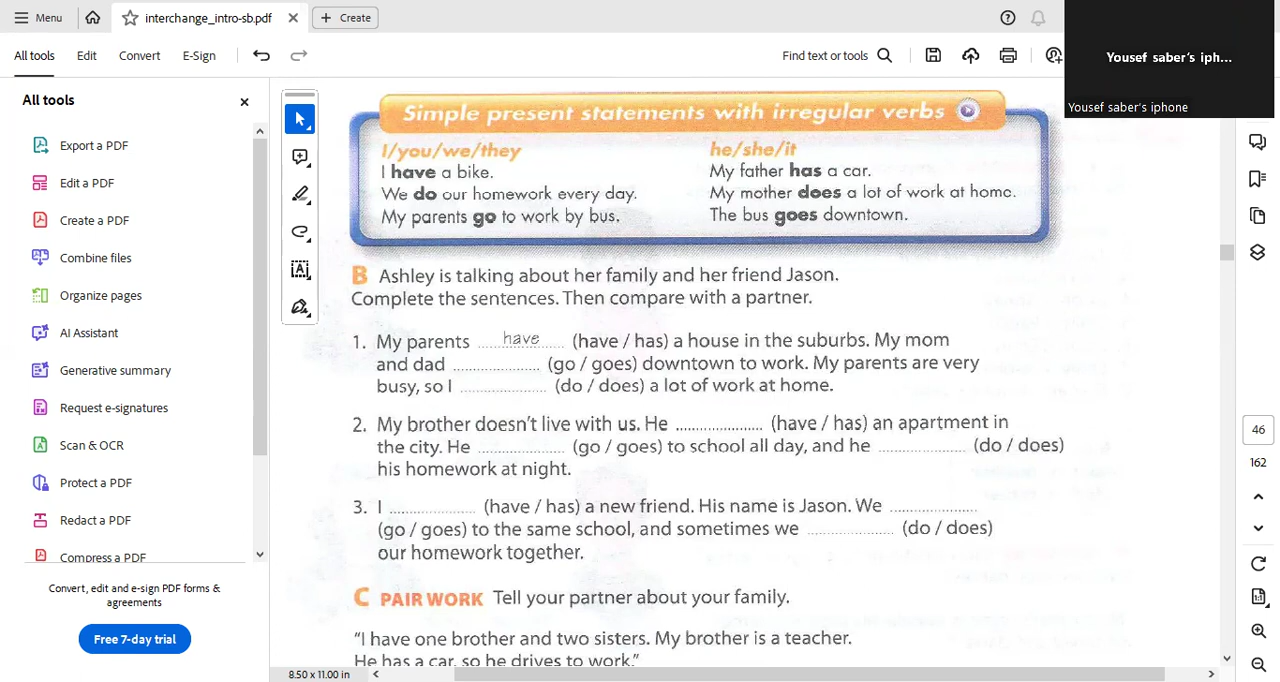 Menu
interchange_intro-sb.pdf
Create
All tools
Edit
Convert
E-Sign
Find text or tools
Yousef saber's iph...
Yousef saber's iphone
All tools
Export a PDF
Edit a PDF
Create a PDF
Combine files
Organize pages
AI Assistant
Generative summary
Request e-signatures
Scan & OCR
Protect a PDF
Redact a PDF
Compress a PDF
Convert, edit and e-sign PDF forms &
agreements
Free 7-day trial
Simple present statements with irregular verbs
I/you/we/they
I have a bike.
We do our homework every day.
My parents go to work by bus.
he/she/it
My father has a car.
My mother does a lot of work at home.
The bus goes downtown.
B Ashley is talking about her family and her friend Jason.
Complete the sentences. Then compare with a partner.
1. My parents have (have / has) a house in the suburbs. My mom
and dad .................... (go / goes) downtown to work. My parents are very
busy, so I .................... (do / does) a lot of work at home.
2. My brother doesn't live with us. He .................... (have / has) an apartment in
the city. He .................... (go / goes) to school all day, and he .................... (do / does)
his homework at night.
3. I .................... (have / has) a new friend. His name is Jason. We ....................
(go / goes) to the same school, and sometimes we .................... (do / does)
our homework together.
C PAIR WORK Tell your partner about your family.
"I have one brother and two sisters. My brother is a teacher.
He has a car, so he drives to work."
46
162
8.50 x 11.00 in